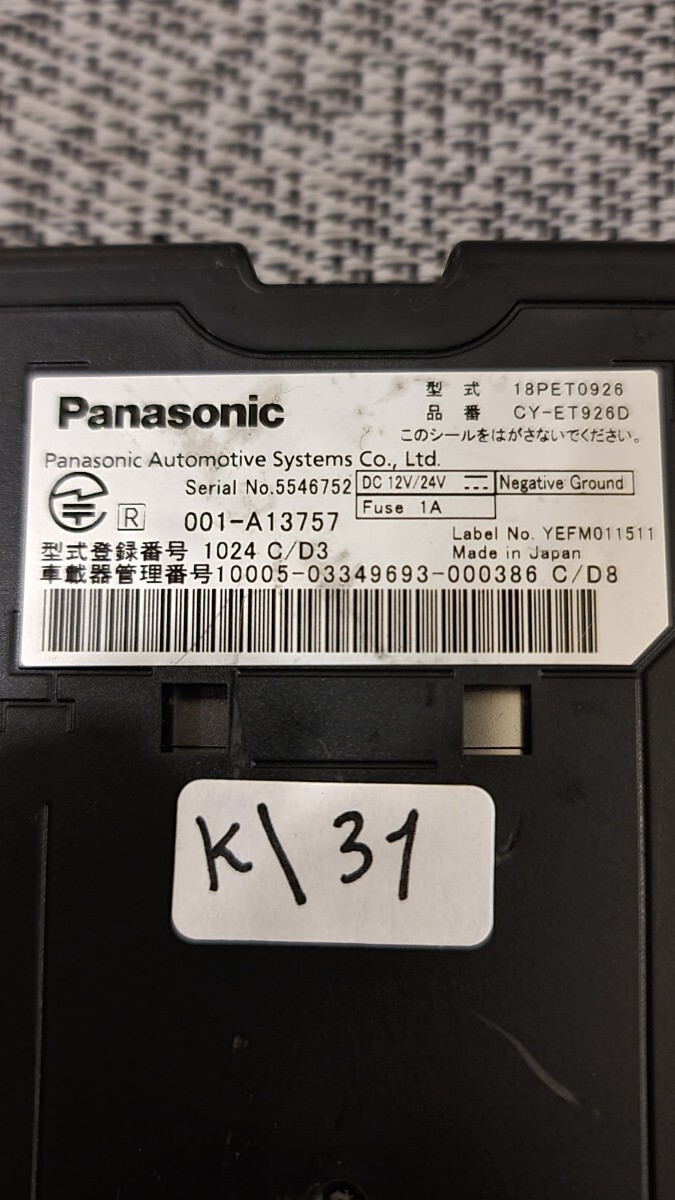 Panasonic
型式 18PET0926
品番 CY-ET926D
このシールをはがさないでください。
Panasonic Automotive Systems Co., Ltd.
Serial No.5546752
DC 12V/24V
Negative Ground
Fuse 1A
R 001-A13757
Label No. YEFM011511
型式登録番号 1024 C/D3
Made in Japan
車載器管理番号10005-03349693-000386 C/D8
K\31